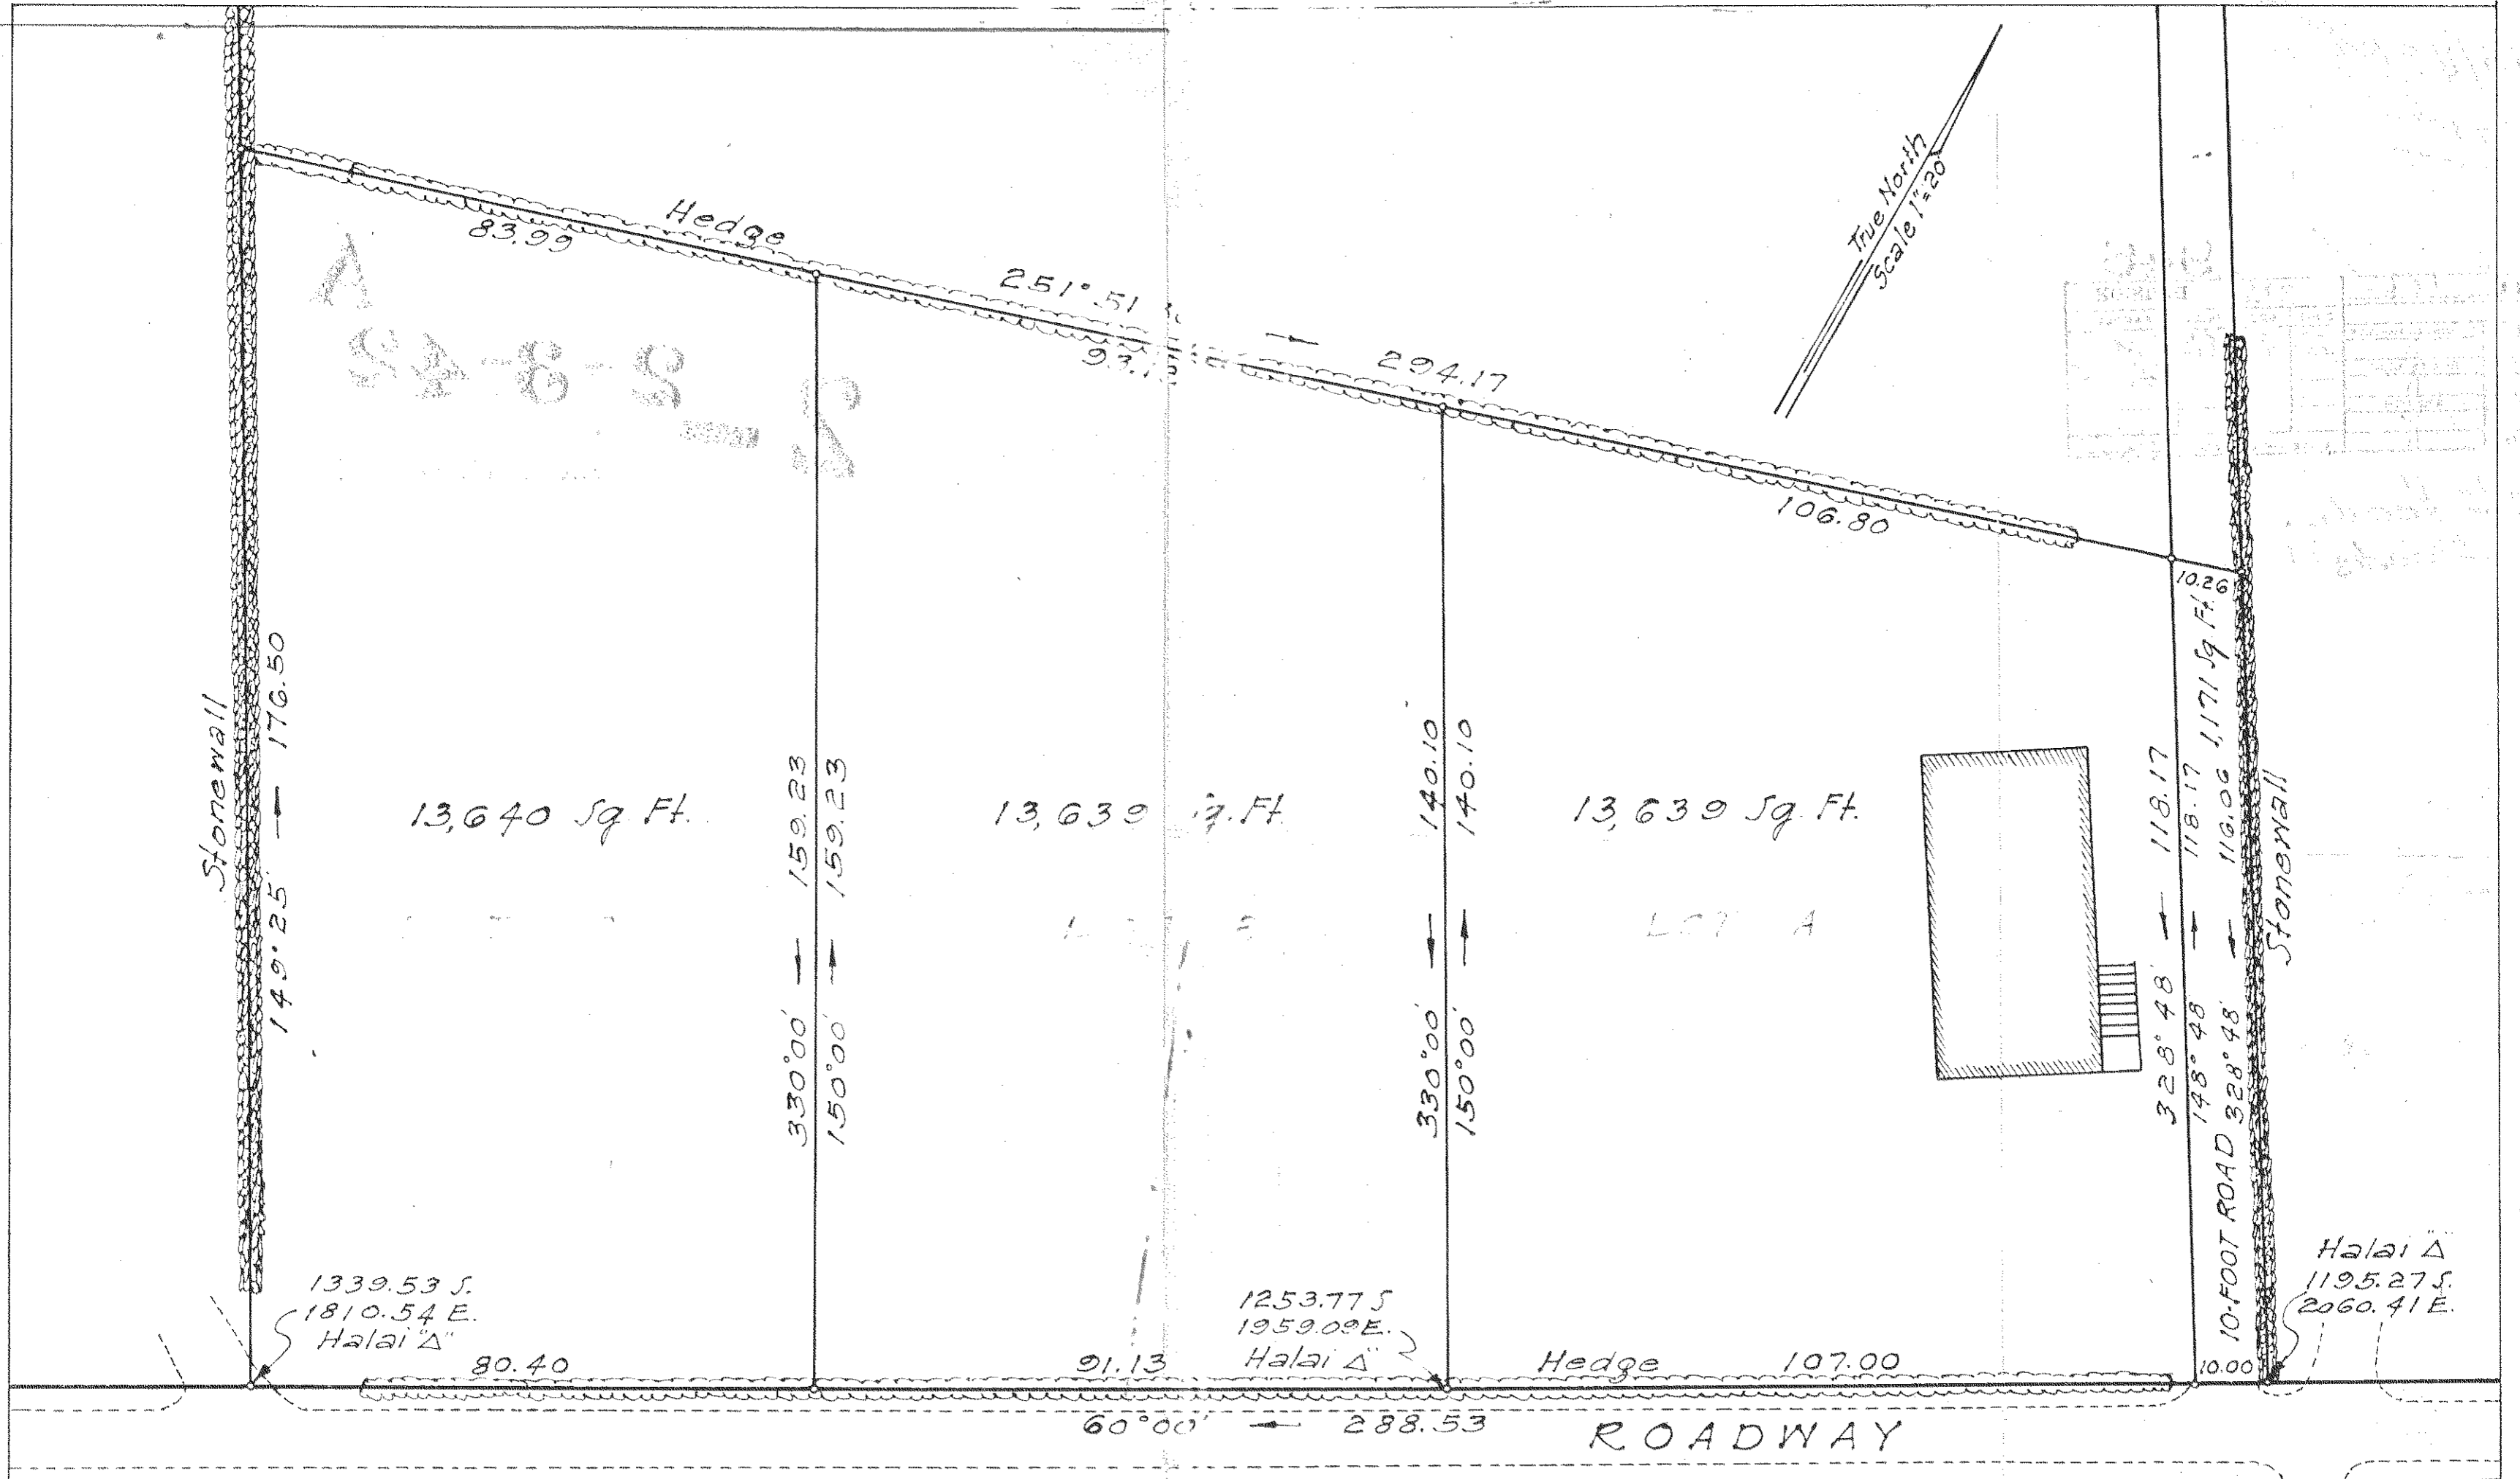 Hedge
83.99
251°51
294.17
106.80
10.26
True North
Scale 1"=20'
Stonewall
149°25' 176.50
13,640 Sq. Ft.
330°00' 159.23
150°00' 159.23
13,639 Sq. Ft.
330°00' 140.10
150°00' 140.10
13,639 Sq. Ft.
LOT A
328°48' 118.17
148°48' 118.17
10-FOOT ROAD 328°48' 116.06 1,171 Sq. Ft.
Stonewall
1339.53 S.
1810.54 E.
Halai "Δ"
1253.77 S
1959.09 E.
Halai Δ"
Halai "Δ"
1195.27 S.
2060.41 E.
80.40
91.13
Hedge
107.00
10.00
60°00' 288.53
ROADWAY
2-3-42